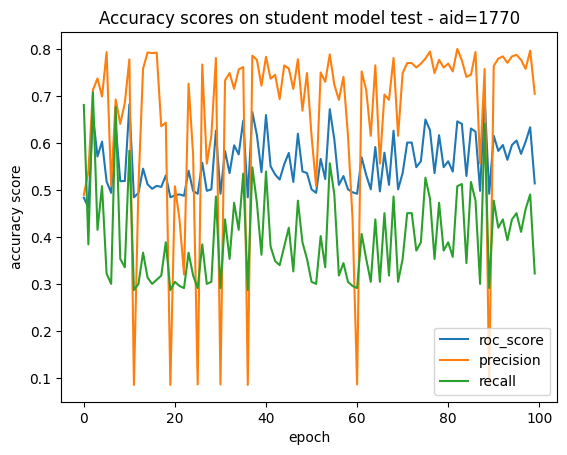 Accuracy scores on student model test - aid=1770
accuracy score
0.8
0.7
0.6
0.5
0.4
0.3
0.2
0.1
roc_score
precision
recall
0
20
40
60
80
100
epoch